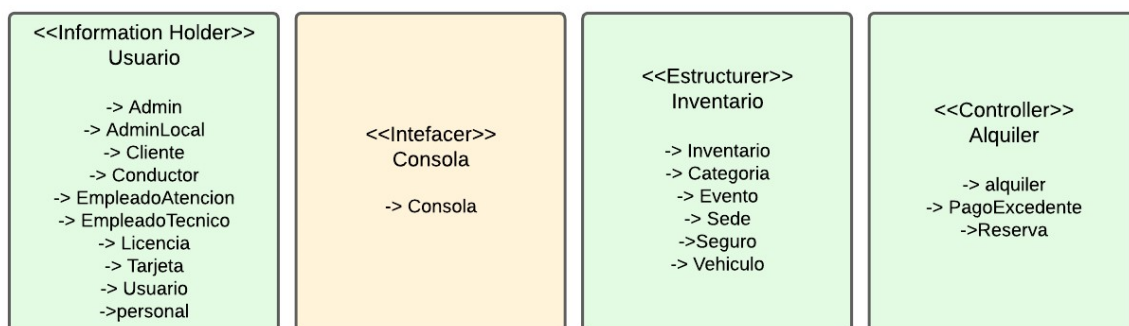 <<Information Holder>>
Usuario
-> Admin
-> AdminLocal
-> Cliente
-> Conductor
-> EmpleadoAtencion
-> EmpleadoTecnico
-> Licencia
-> Tarjeta
-> Usuario
->personal
<<Intefacer>>
Consola
-> Consola
<<Estructurer>>
Inventario
-> Inventario
-> Categoria
-> Evento
-> Sede
->Seguro
-> Vehiculo
<<Controller>>
Alquiler
-> alquiler
-> PagoExcedente
->Reserva